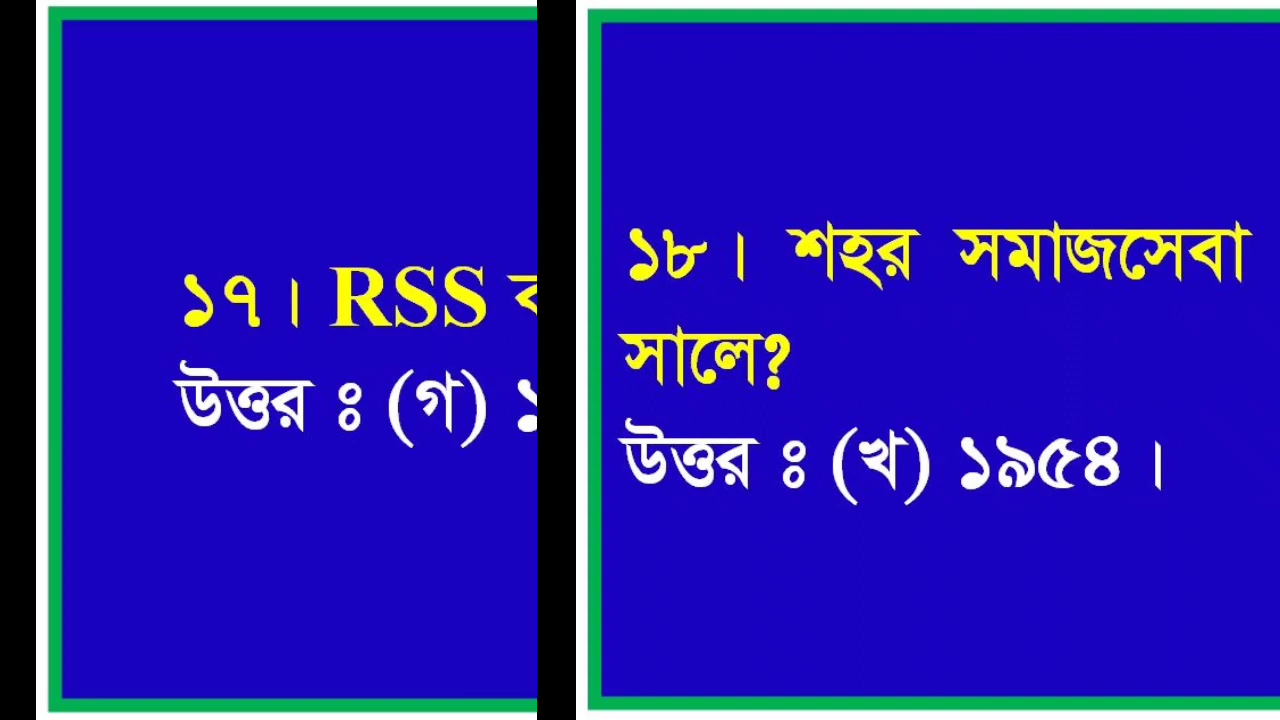 ১৭। RSS
উত্তর ঃ (গ)
১৮। শহর সমাজসেবা
সালে?
উত্তর ঃ (খ) ১৯৫৪।